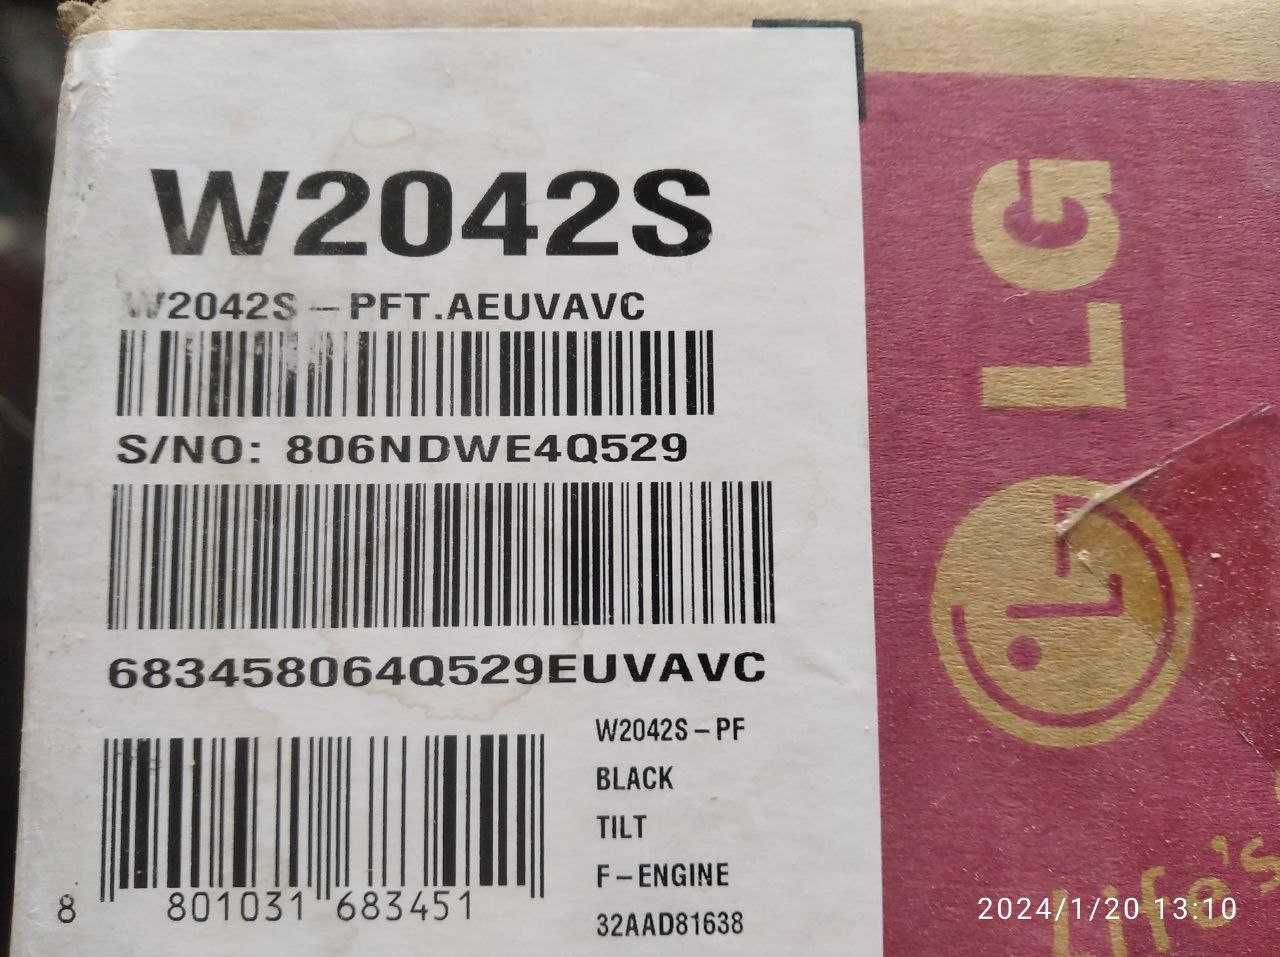 W2042S
W2042S-PFT.AEUVAVC
S/NO: 806NDWE4Q529
683458064Q529EUVAVC
W2042S-PF
BLACK
TILT
F-ENGINE
32AAD81638
8 801031 683451
LG
Life's
2024/1/20 13:10